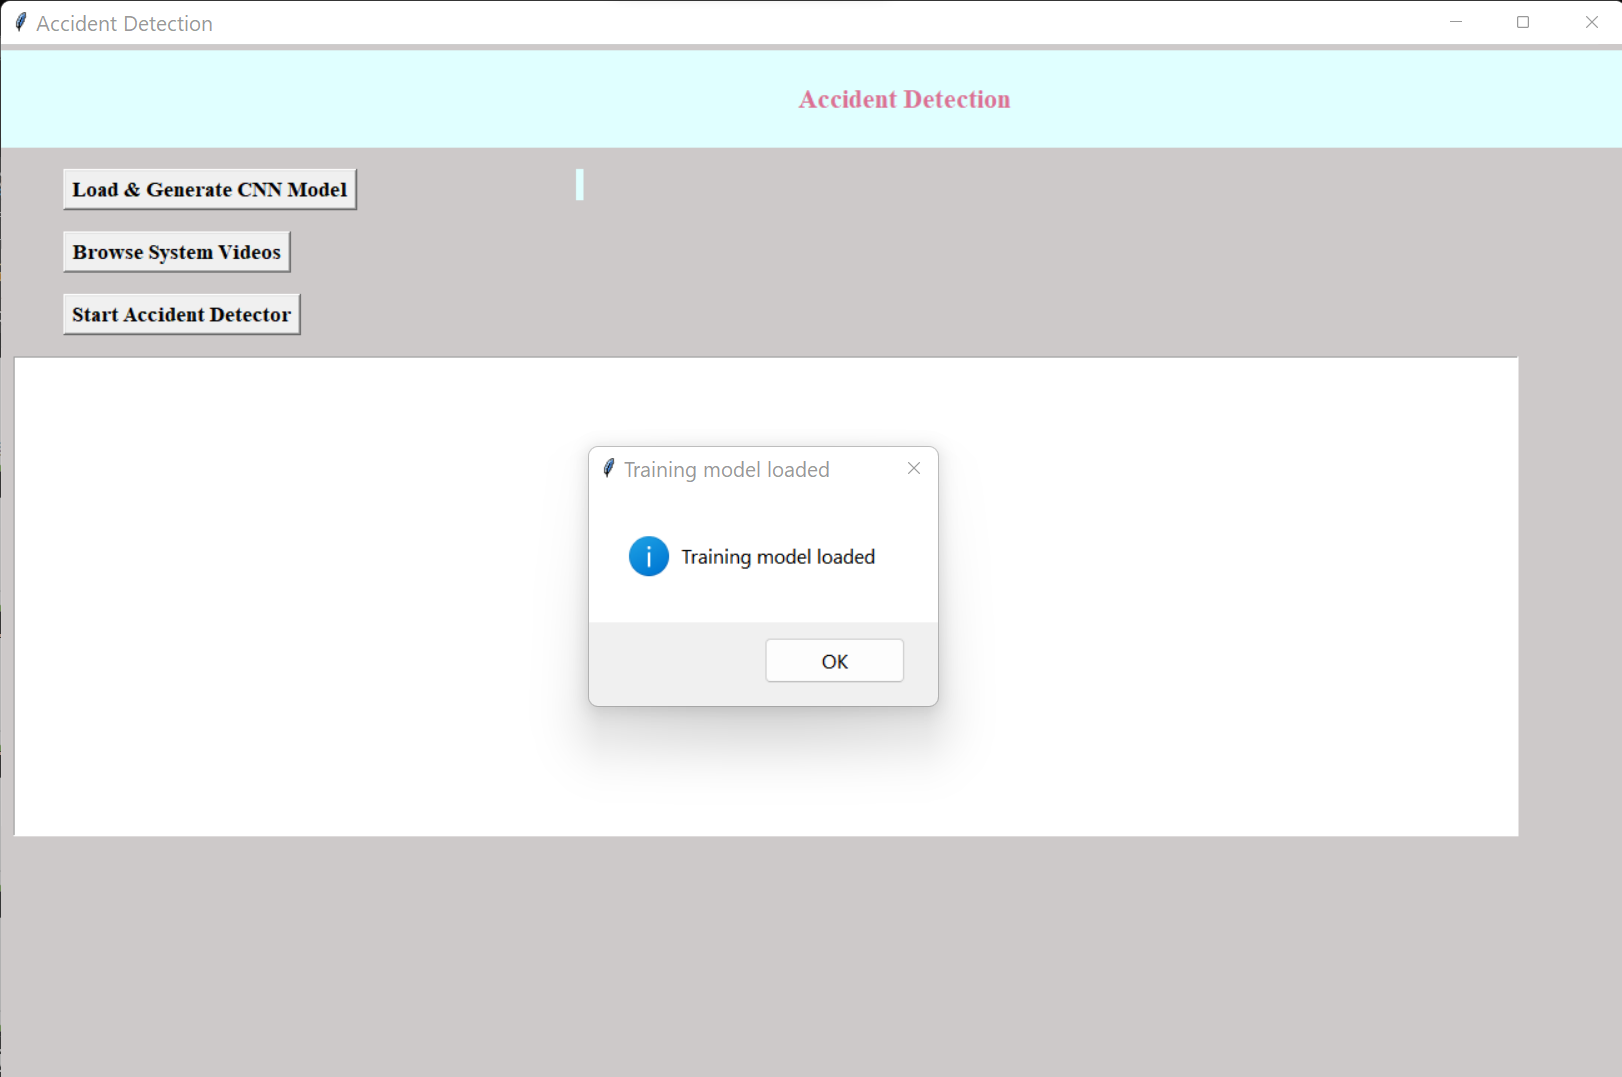 Accident Detection
Accident Detection
Load & Generate CNN Model
Browse System Videos
Start Accident Detector
Training model loaded
Training model loaded
OK